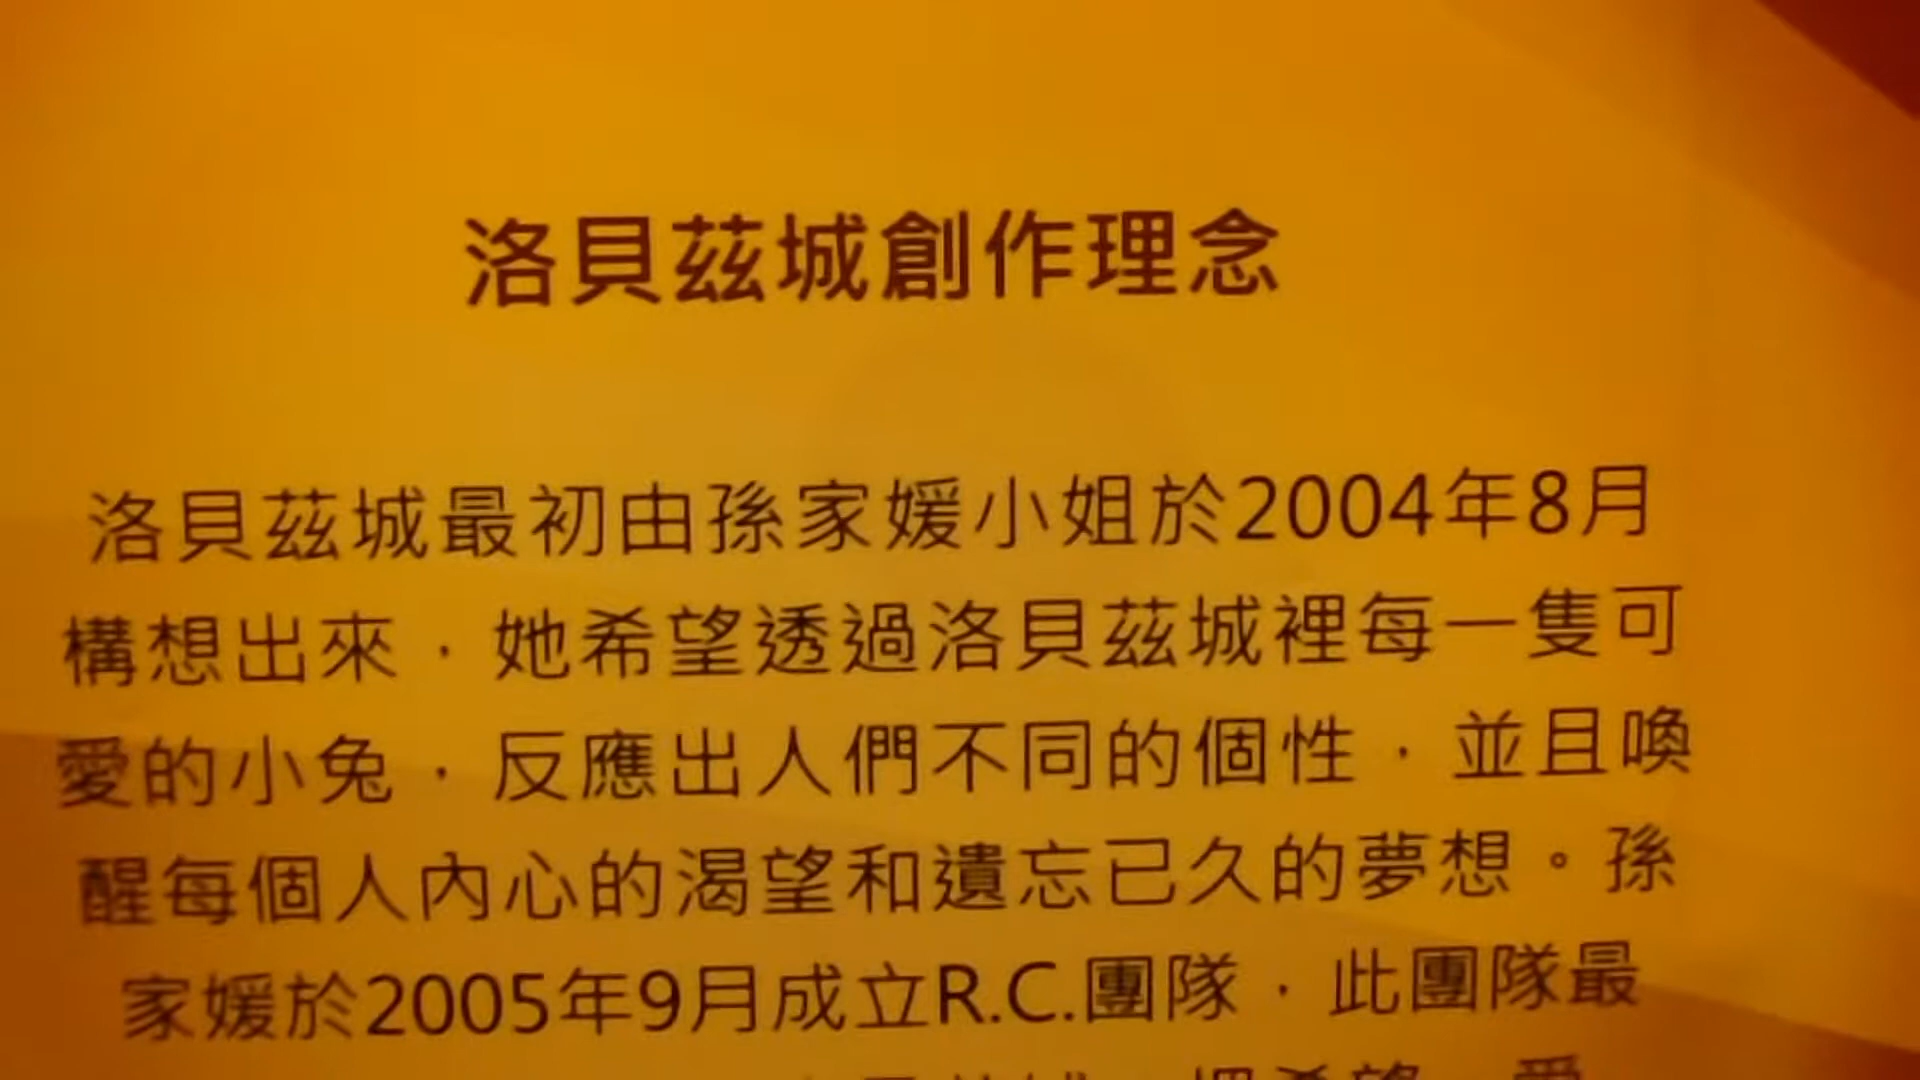 洛貝茲城創作理念
洛貝茲城最初由孫家媛小姐於2004年8月
構想出來，她希望透過洛貝茲城裡每一隻可
愛的小兔，反應出人們不同的個性，並且喚
醒每個人內心的渴望和遺忘已久的夢想。孫
家媛於2005年9月成立R.C.團隊，此團隊最